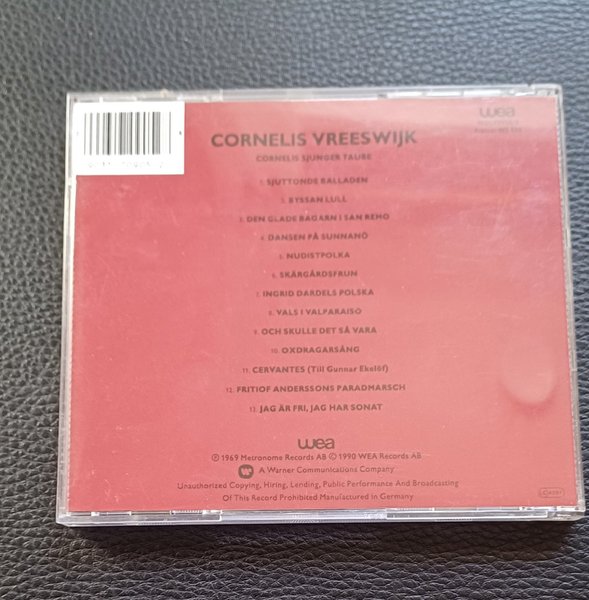 wea
CORNELIS VREESWIJK
CORNELIS SJUNGER TAUBE
1. SJUTTONDE BALLADEN
2. BYSSAN LULL
3. DEN GLADE BAGARN I SAN REMO
4. DANSEN PÅ SUNNANÖ
5. NUDISTPOLKA
6. SKÄRGÅRDSFRUN
7. INGRID DARDELS POLSKA
8. VALS I VALPARAISO
9. OCH SKULLE DET SÅ VARA
10. OXDRAGARSÅNG
11. CERVANTES (Till Gunnar Ekelöf)
12. FRITIOF ANDERSSONS PARADMARSCH
13. JAG ÄR FRI, JAG HAR SONAT
wea
℗ 1969 Metronome Records AB © 1990 WEA Records AB
A Warner Communications Company
Unauthorized Copying, Hiring, Lending, Public Performance And Broadcasting
Of This Record Prohibited Manufactured in Germany